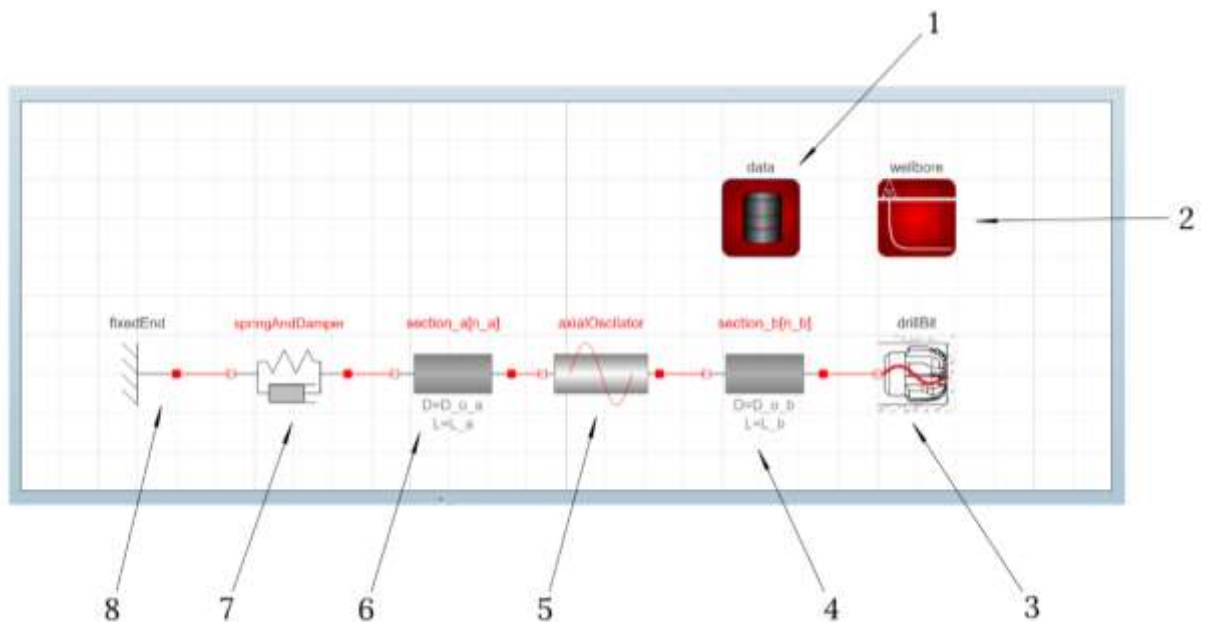 1
data
wellbore
2
fixedEnd
springAndDamper
section_a[n_a]
axialOscillator
section_b[n_b]
drillBit
D=D_o_a
L=L_a
D=D_o_b
L=L_b
8
7
6
5
4
3